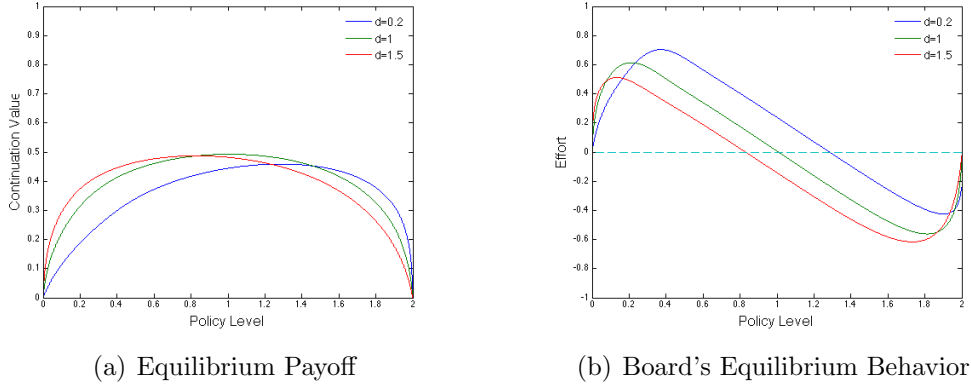 1
0.9
0.8
0.7
0.6
0.5
0.4
0.3
0.2
0.1
0
Continuation Value
d=0.2
d=1
d=1.5
0 0.2 0.4 0.6 0.8 1 1.2 1.4 1.6 1.8 2
Policy Level
(a) Equilibrium Payoff
1
0.8
0.6
0.4
0.2
0
-0.2
-0.4
-0.6
-0.8
-1
Effort
d=0.2
d=1
d=1.5
0 0.2 0.4 0.6 0.8 1 1.2 1.4 1.6 1.8 2
Policy Level
(b) Board's Equilibrium Behavior